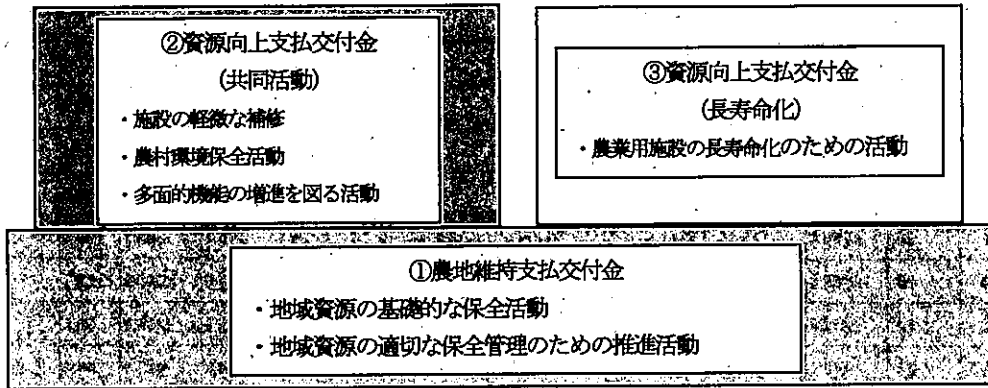 ②資源向上支払交付金
(共同活動)
・施設の軽微な補修
・農村環境保全活動
・多面的機能の増進を図る活動
③資源向上支払交付金
(長寿命化)
・農業用施設の長寿命化のための活動
①農地維持支払交付金
・地域資源の基礎的な保全活動
・地域資源の適切な保全管理のための推進活動